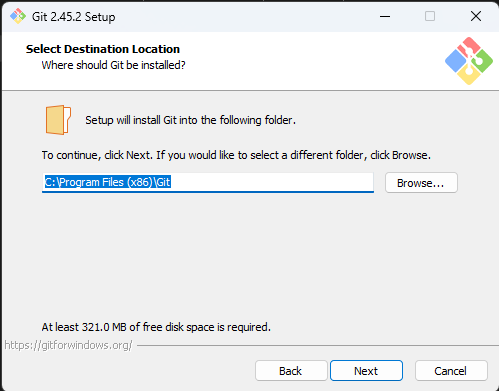 Git 2.45.2 Setup
Select Destination Location
Where should Git be installed?
Setup will install Git into the following folder.
To continue, click Next. If you would like to select a different folder, click Browse.
C:\Program Files (x86)\Git
Browse...
At least 321.0 MB of free disk space is required.
https://gitforwindows.org/
Back
Next
Cancel